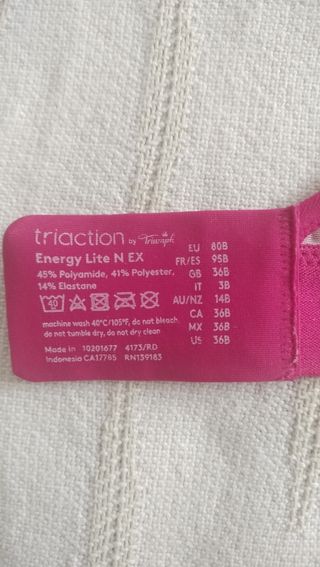 triaction by Triumph
Energy Lite N EX
45% Polyamide, 41% Polyester,
14% Elastane
40
machine wash 40°C/105°F, do not bleach,
do not tumble dry, do not dry clean
Made in 10201677 4173/RD
Indonesia CA17785 RN139183
EU 80B
FR/ES 95B
GB 36B
IT 3B
AU/NZ 14B
CA 36B
MX 36B
US 36B